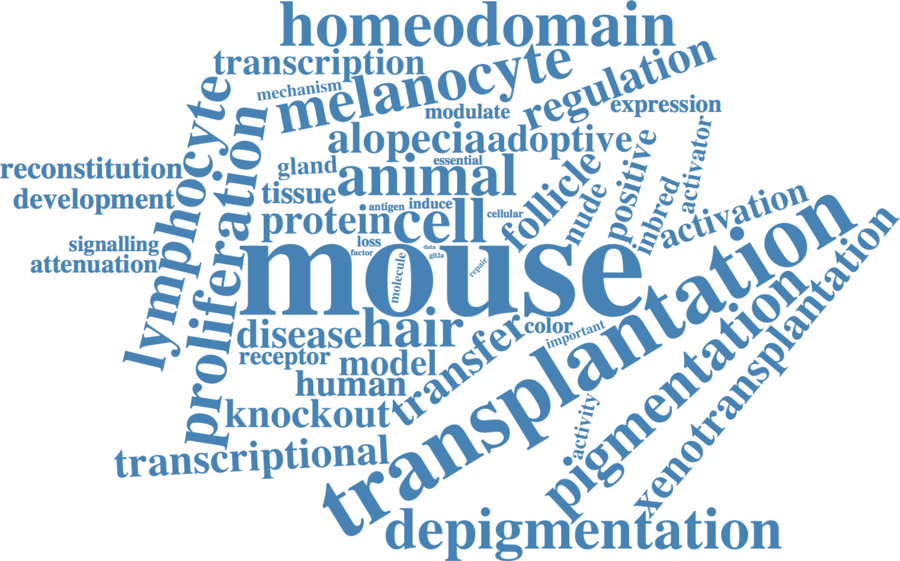 homeodomain
transcription
melanocyte
mechanism
regulation
modulate
expression
lymphocyte
proliferation
alopecia
adoptive
activator
reconstitution
development
gland
essential
tissue
animal
follicle
nude
positive
inbred
activation
protein
antigen
induce
cell
cellular
signalling
attenuation
loss
factor
data
gli2a
molecule
repair
mouse
transplantation
disease
hair
transfer
color
important
receptor
model
human
pigmentation
xenotransplantation
knockout
activity
transcriptional
depigmentation